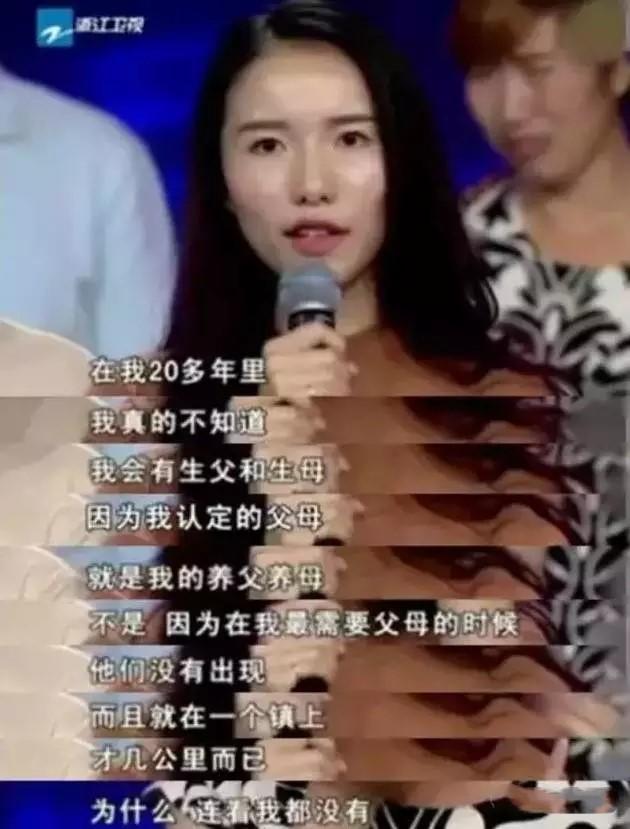 浙江卫视
在我20多年里
我真的不知道
我会有生父和生母
因为我认定的父母
就是我的养父养母
不是 因为在我最需要父母的时候
他们没有出现
而且就在一个镇上
才几公里而已
为什么 连看我都没有